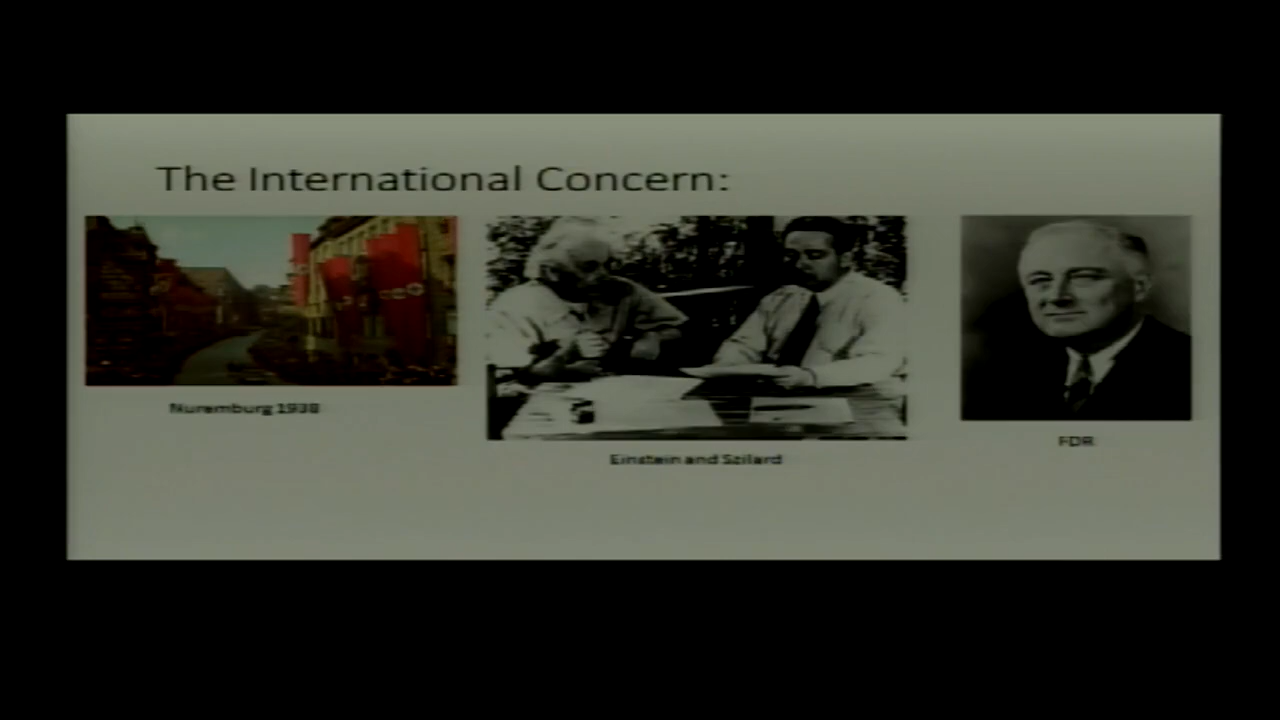 The International Concern:
Nuremburg 1938
Einstein and Szilard
FDR